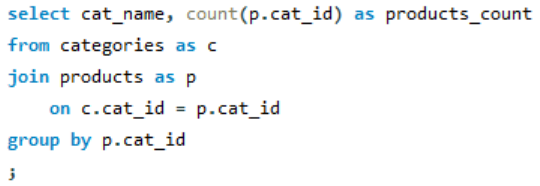 select cat_name, count(p.cat_id) as products_count
from categories as c
join products as p
    on c.cat_id = p.cat_id
group by p.cat_id
;